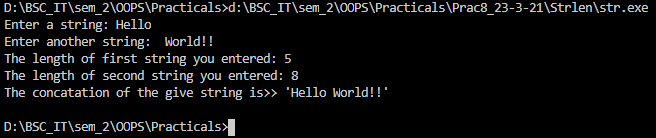 D:\BSC_IT\sem_2\OOPS\Practicals>d:\BSC_IT\sem_2\OOPS\Practicals\Prac8_23-3-21\Strlen\str.exe
Enter a string: Hello
Enter another string:  World!!
The length of first string you entered: 5
The length of second string you entered: 8
The concatation of the give string is>> 'Hello World!!'
D:\BSC_IT\sem_2\OOPS\Practicals>